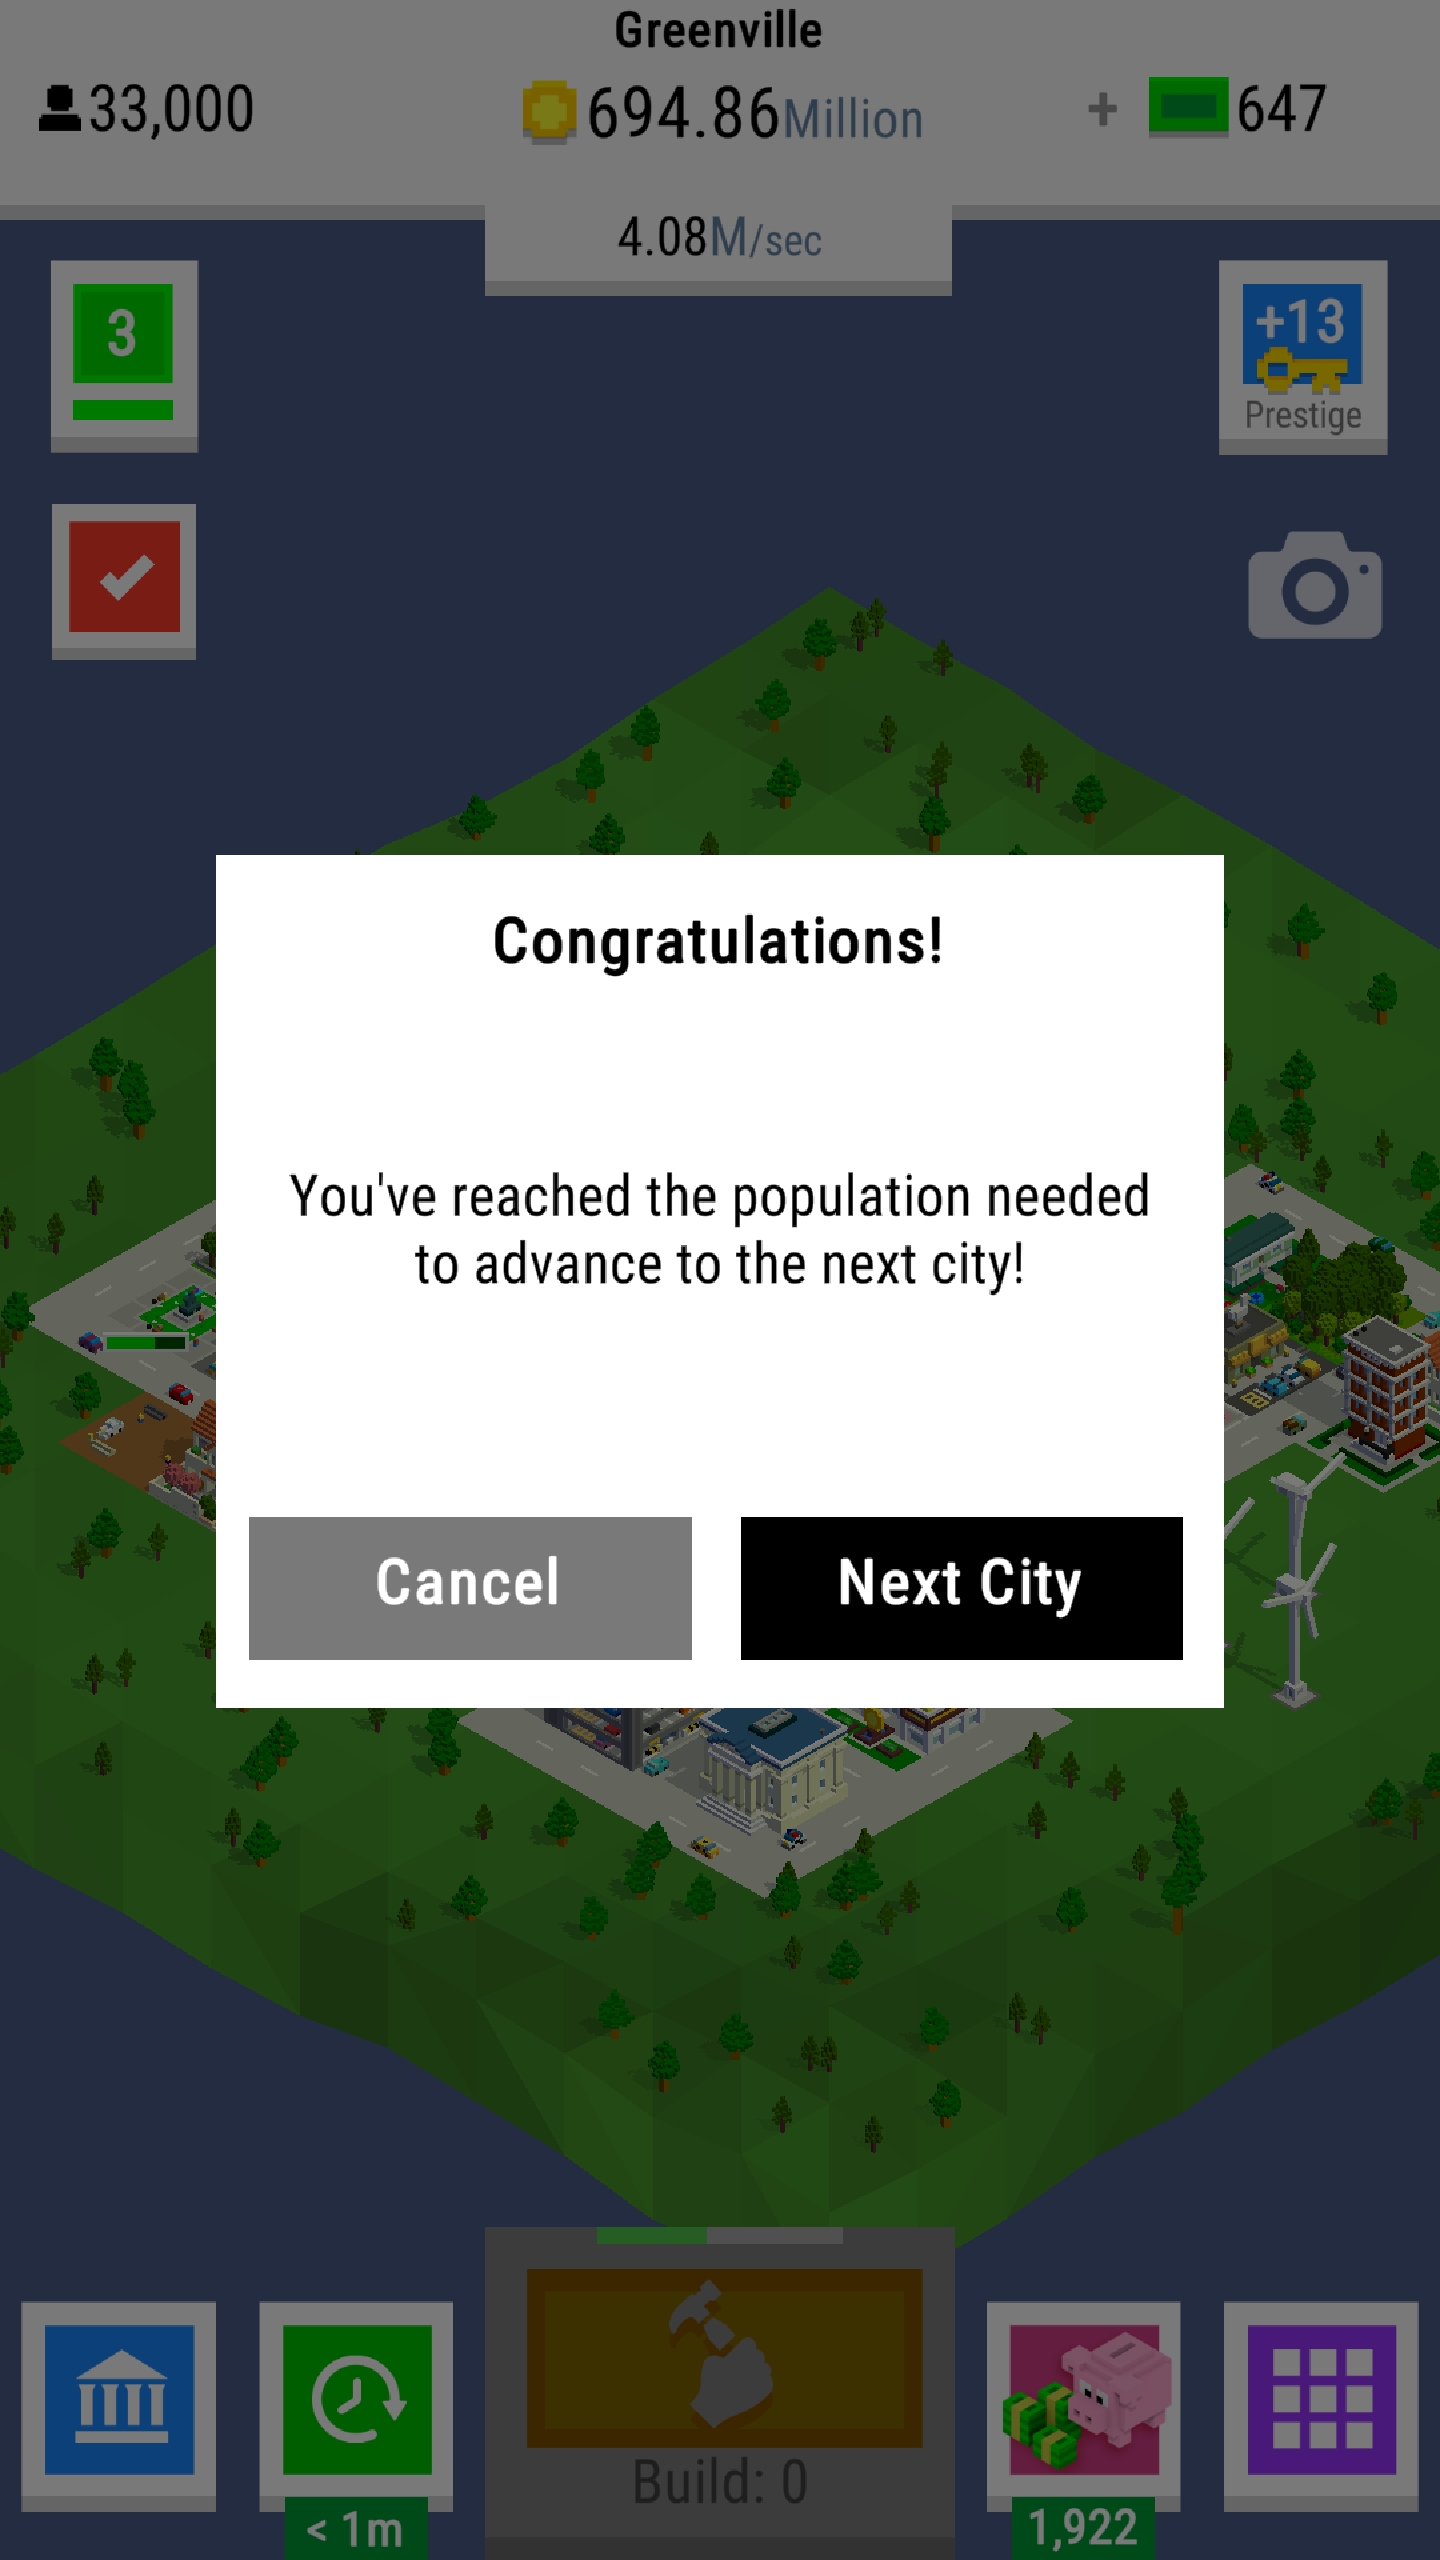 Greenville
33,000
694.86Million
+ 647
4.08M/sec
3
+13
Prestige
Congratulations!
You've reached the population needed
to advance to the next city!
Cancel
Next City
Build: 0
< 1m
1,922